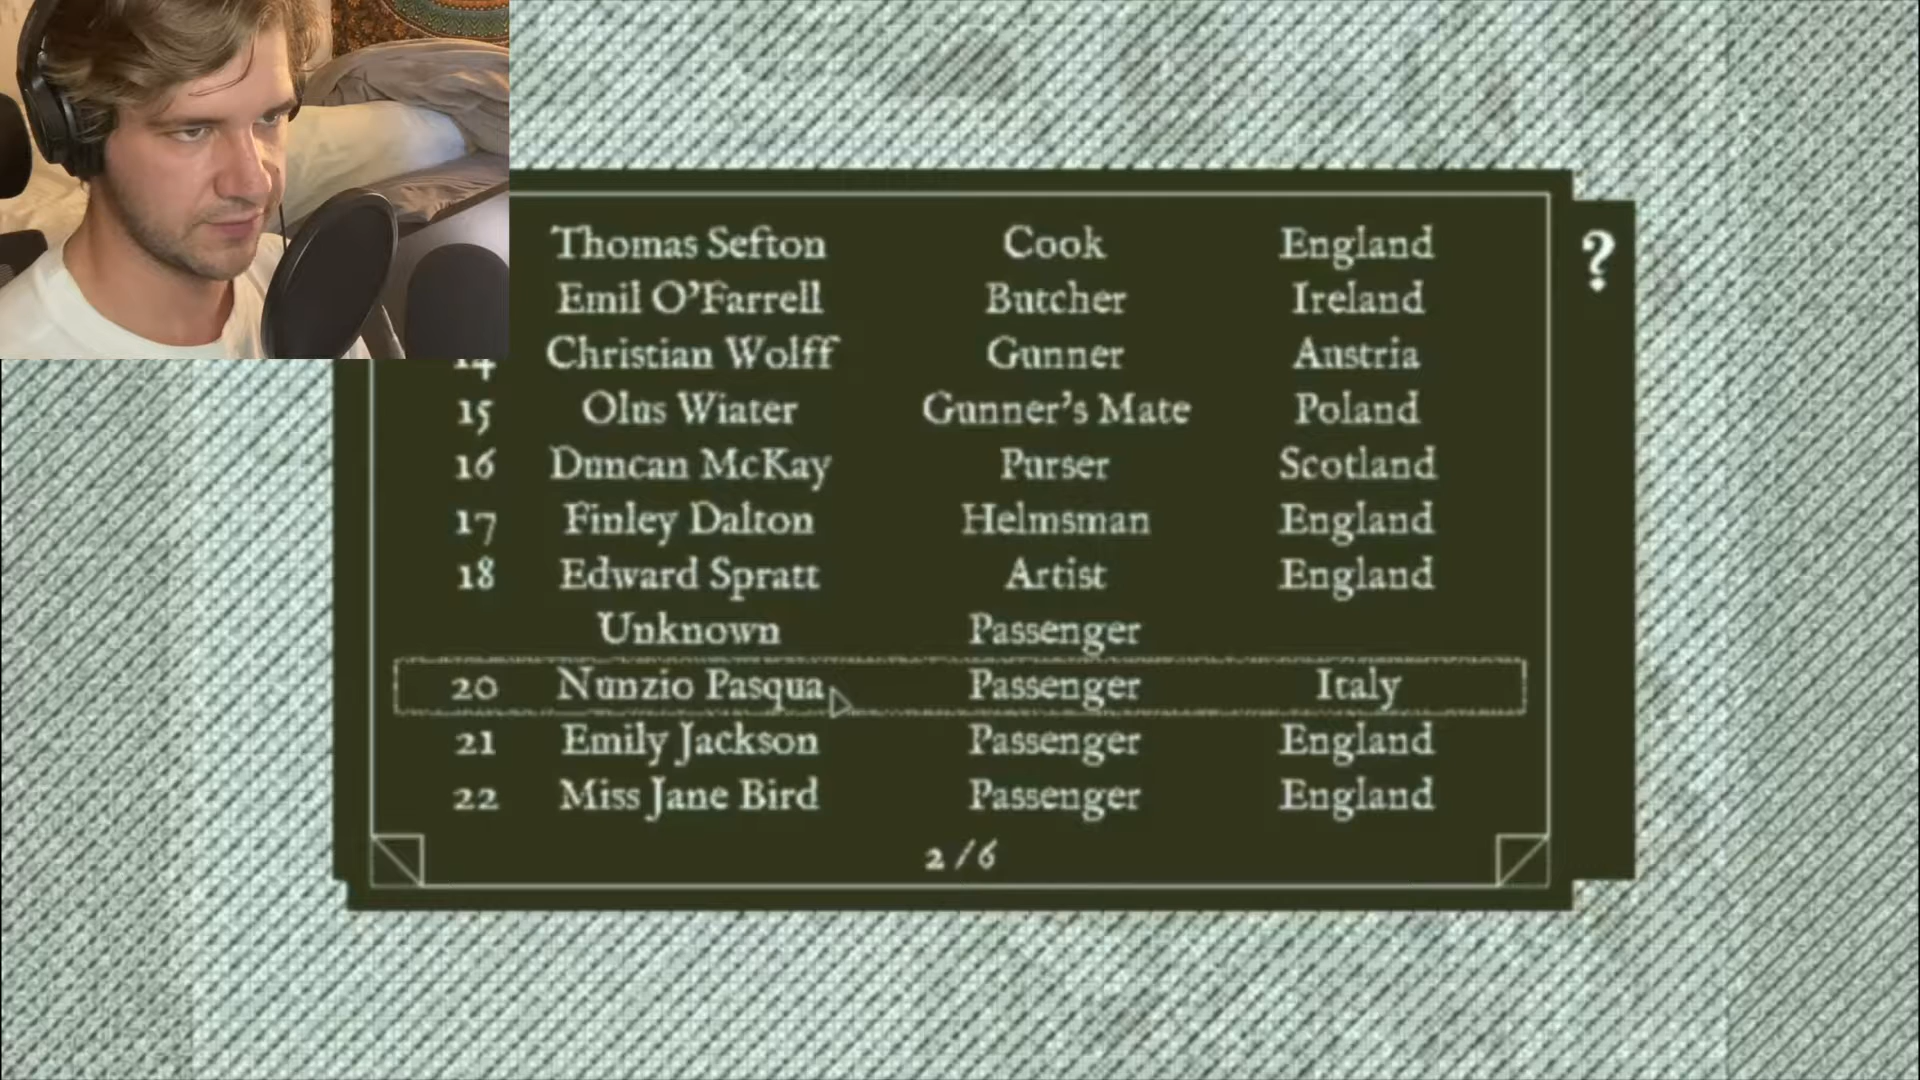 Thomas Sefton Cook England
?
Emil O'Farrell Butcher Ireland
14 Christian Wolff Gunner Austria
15 Olus Wiater Gunner's Mate Poland
16 Duncan McKay Purser Scotland
17 Finley Dalton Helmsman England
18 Edward Spratt Artist England
Unknown Passenger
20 Nunzio Pasqua Passenger Italy
21 Emily Jackson Passenger England
22 Miss Jane Bird Passenger England
2/6